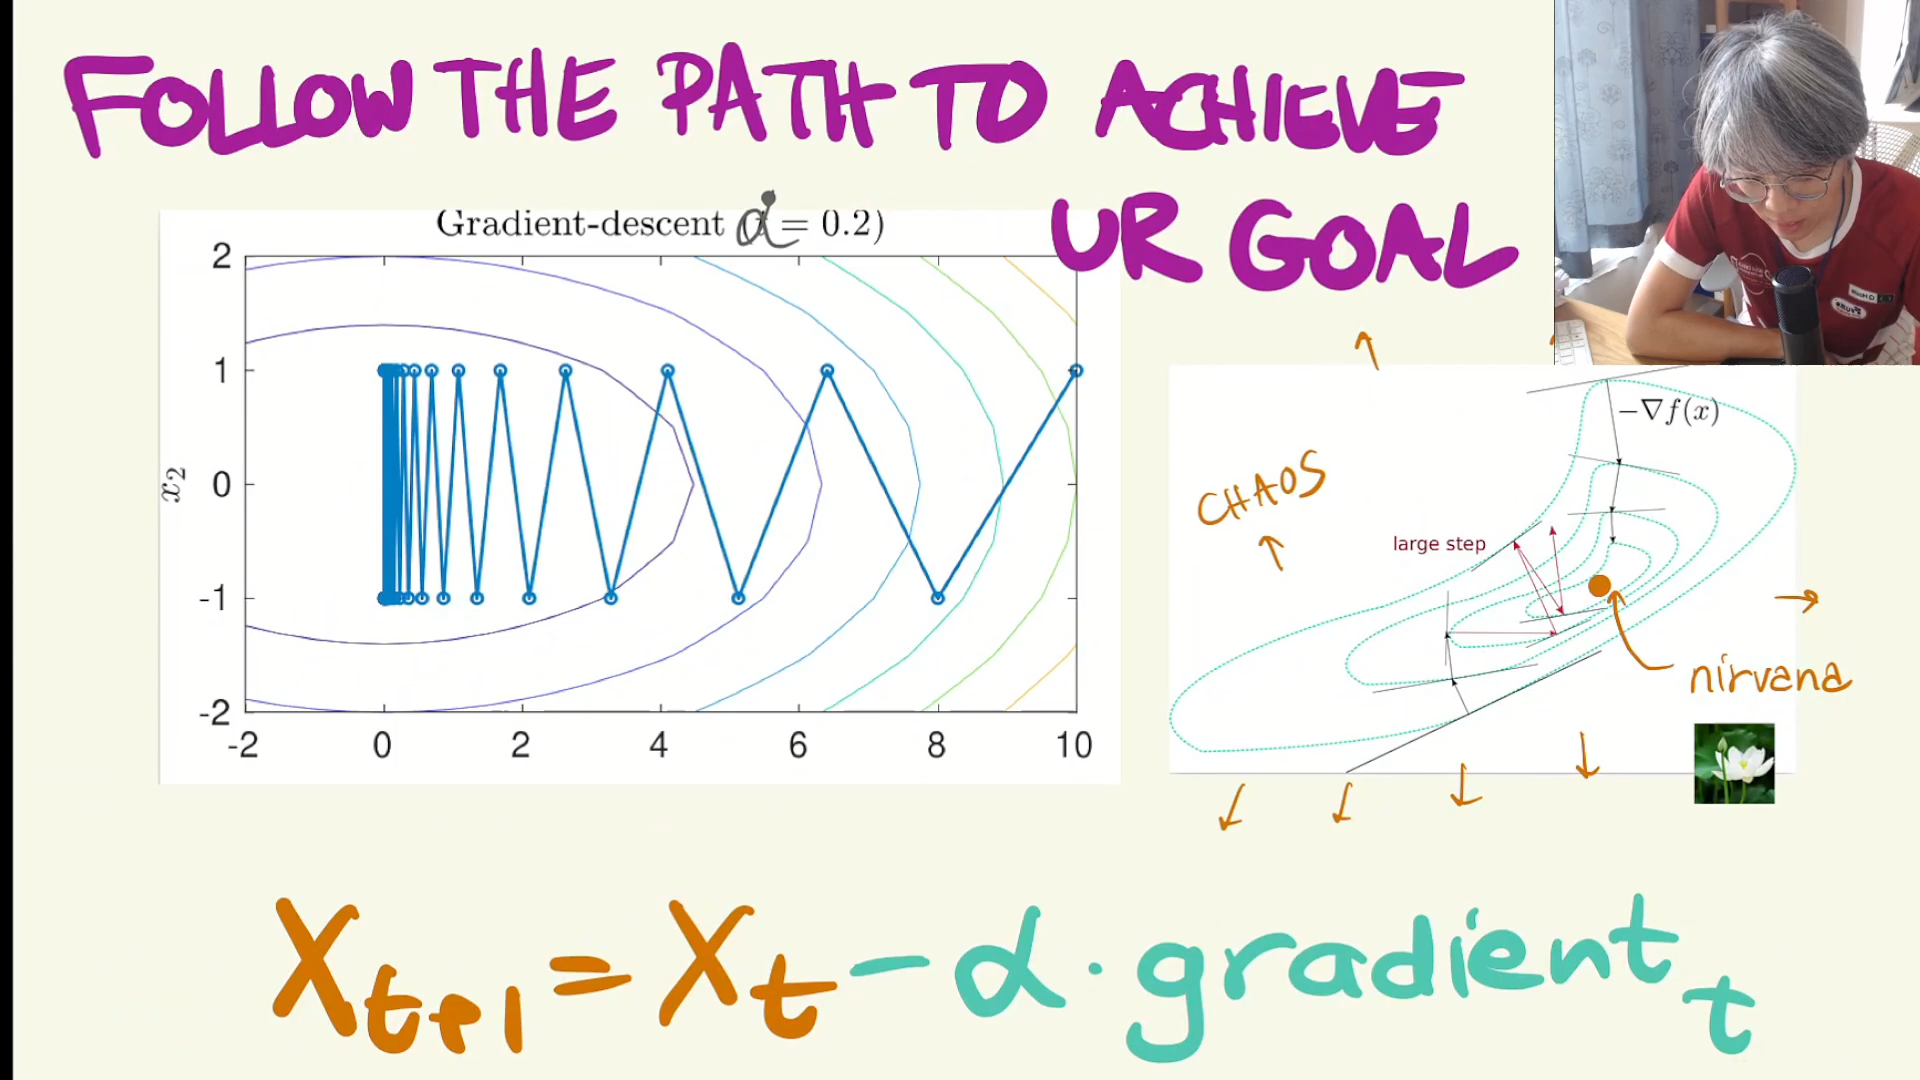 FOLLOW THE PATH TO ACHIEVE
UR GOAL
Gradient-descent α = 0.2)
2
1
0
-1
-2
x₂
-2 0 2 4 6 8 10
−∇f(x)
CHAOS
large step
nirvana
Xₜ₊₁ = Xₜ − α · gradientₜ